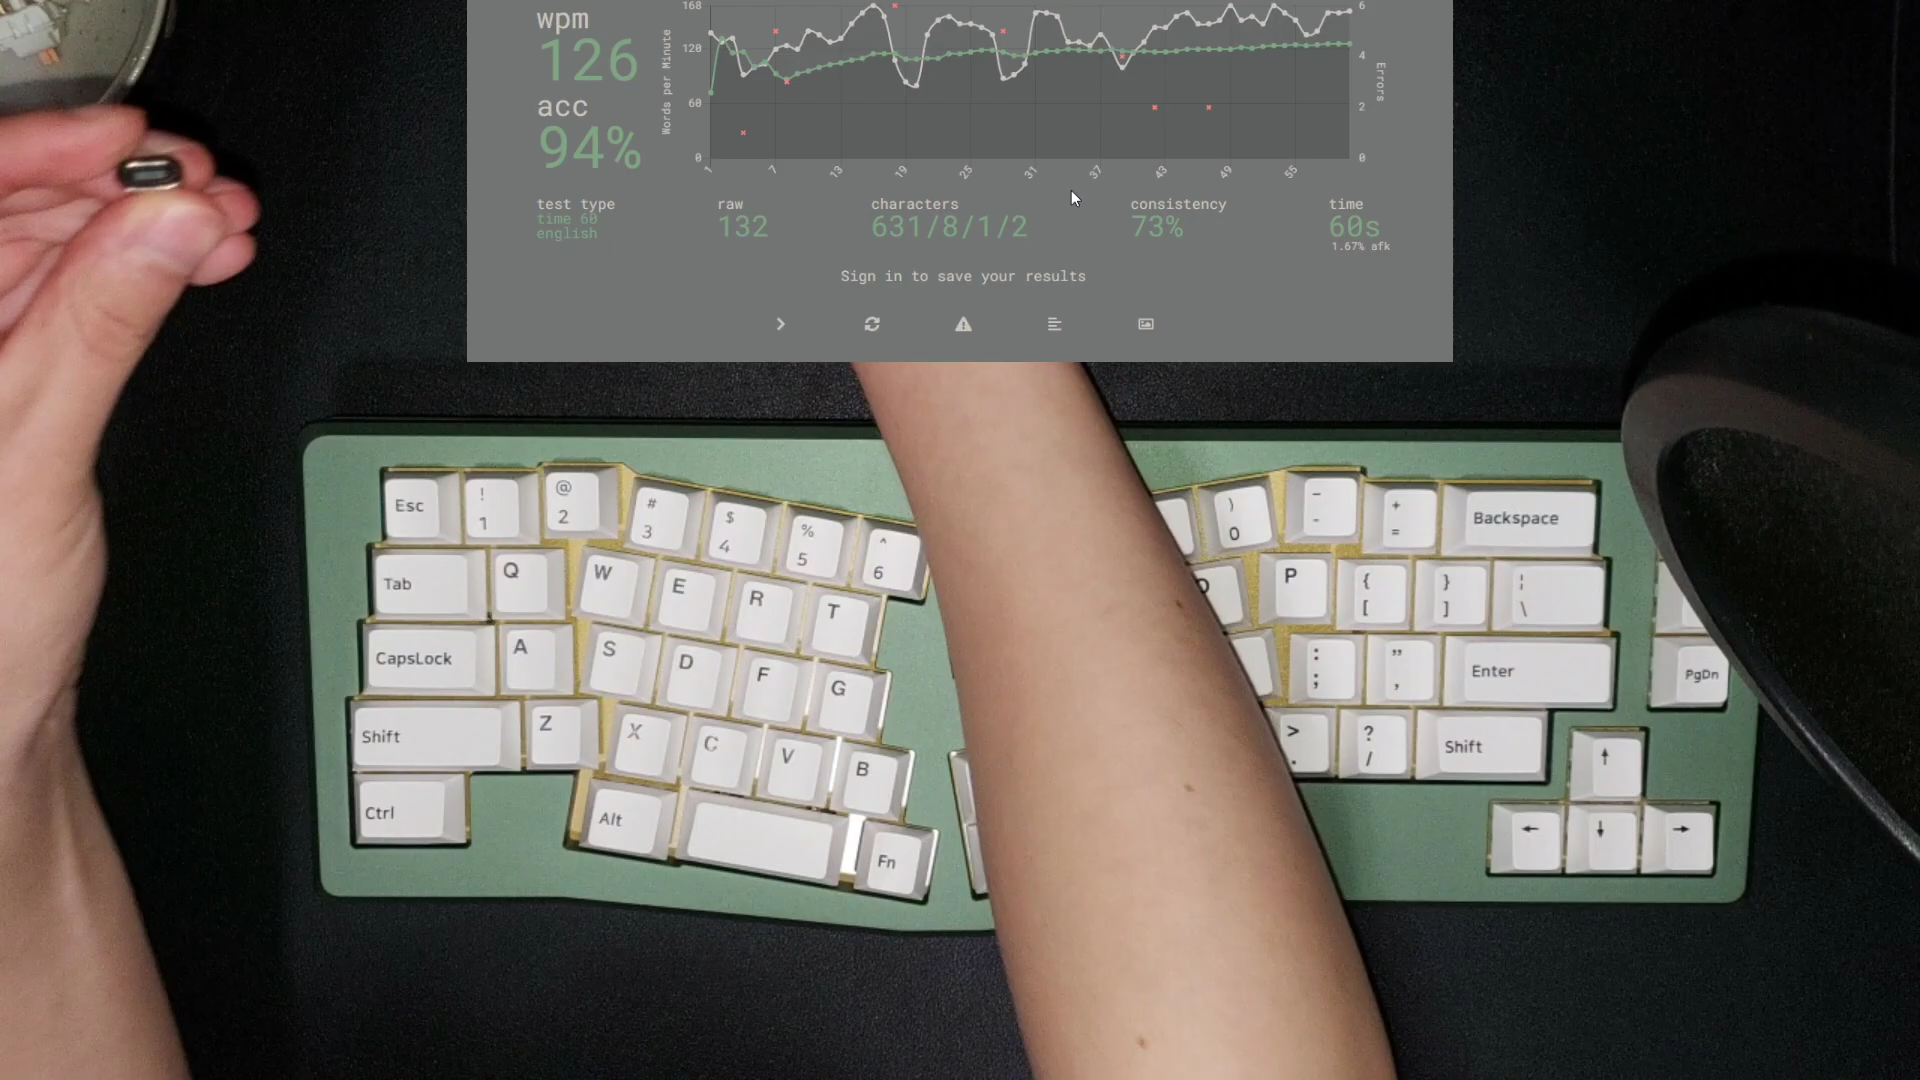 wpm
126
acc
94%
Words per Minute
168
120
60
0
6
4
2
0
Errors
1 7 13 19 25 31 37 43 49 55
test type
time 60
english
raw
132
characters
631/8/1/2
consistency
73%
time
60s
1.67% afk
Sign in to save your results
Esc ! 1 @ 2 # 3 $ 4 % 5 ^ 6 ) 0 - - + = Backspace
Tab Q W E R T P { [ } ] ¦ \
CapsLock A S D F G : ; " , Enter PgDn
Shift Z X C V B > . ? / Shift ↑
Ctrl Alt Fn ← ↓ →